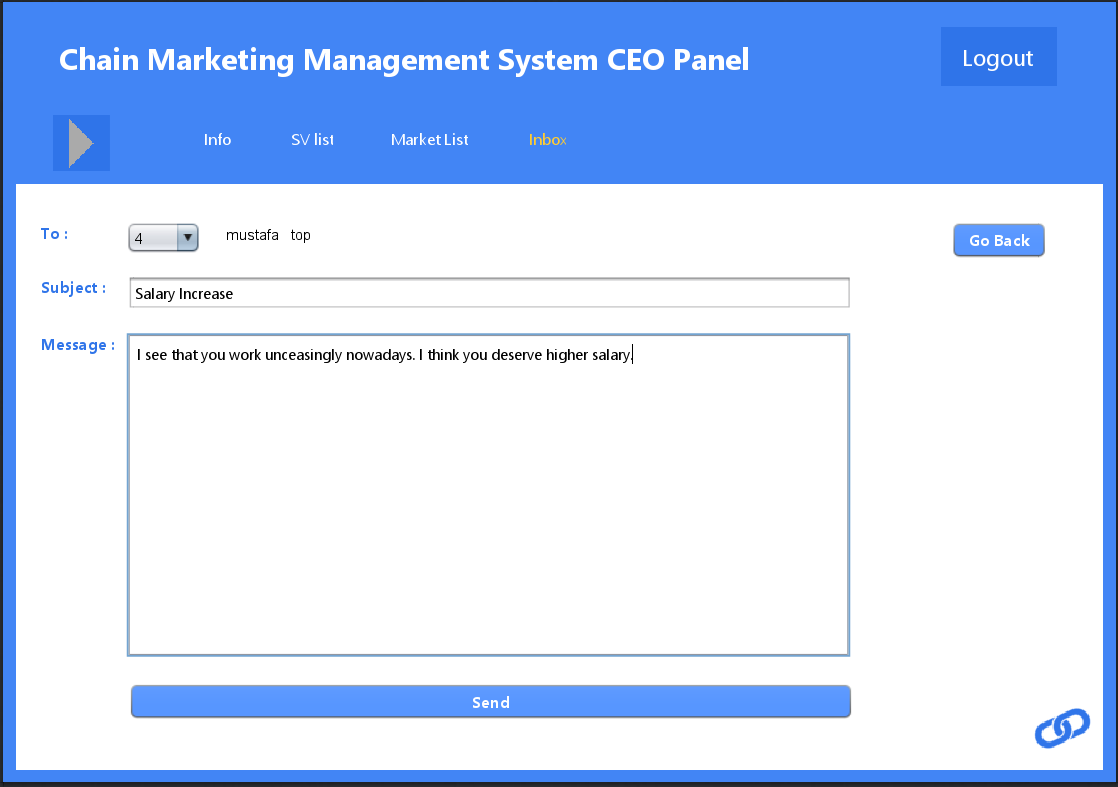 Chain Marketing Management System CEO Panel
Logout
Info SV list Market List Inbox
To : 4 mustafa top
Go Back
Subject : Salary Increase
Message : I see that you work unceasingly nowadays. I think you deserve higher salary.
Send